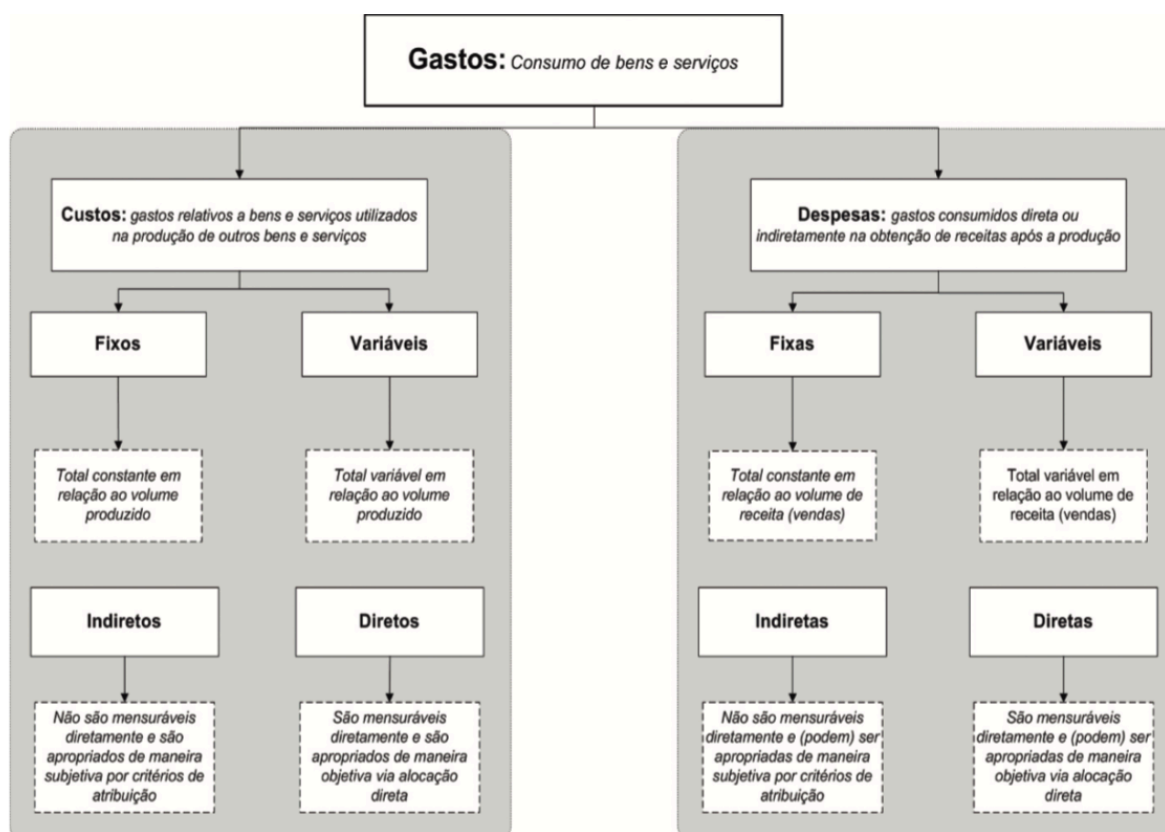 Gastos: Consumo de bens e serviços
Custos: gastos relativos a bens e serviços utilizados
na produção de outros bens e serviços
Despesas: gastos consumidos direta ou
indiretamente na obtenção de receitas após a produção
Fixos
Variáveis
Fixas
Variáveis
Total constante em
relação ao volume
produzido
Total variável em
relação ao volume
produzido
Total constante em
relação ao volume de
receita (vendas)
Total variável em
relação ao volume de
receita (vendas)
Indiretos
Diretos
Indiretas
Diretas
Não são mensuráveis
diretamente e são
apropriados de maneira
subjetiva por critérios de
atribuição
São mensuráveis
diretamente e são
apropriados de maneira
objetiva via alocação
direta
Não são mensuráveis
diretamente e (podem) ser
apropriadas de maneira
subjetiva por critérios de
atribuição
São mensuráveis
diretamente e (podem) ser
apropriadas de maneira
objetiva via alocação
direta